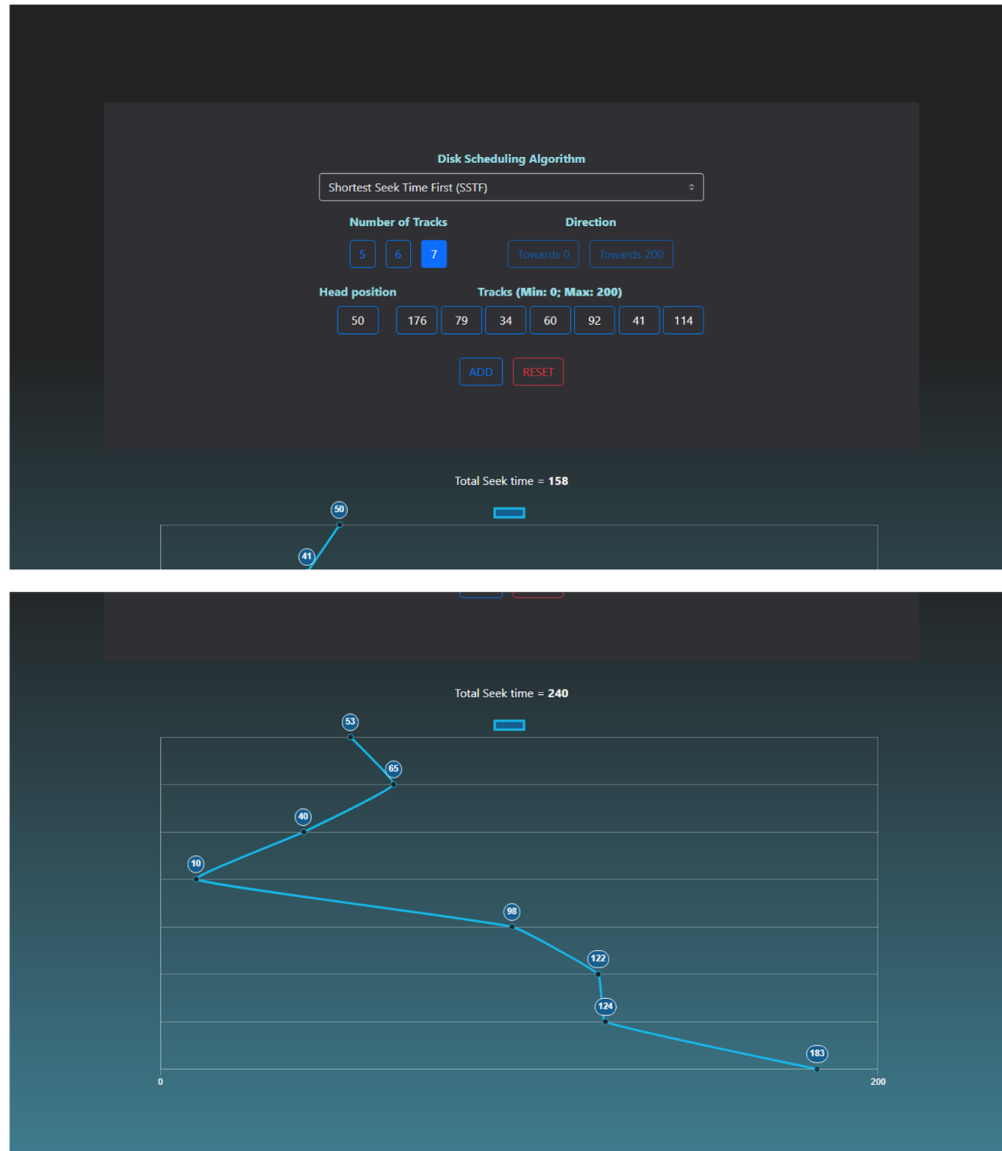 Disk Scheduling Algorithm
Shortest Seek Time First (SSTF)
Number of Tracks Direction
5 6 7 Towards 0 Towards 200
Head position Tracks (Min: 0; Max: 200)
50 176 79 34 60 92 41 114
ADD RESET
Total Seek time = 158
50
41
Total Seek time = 240
53
65
40
10
98
122
124
183
0 200